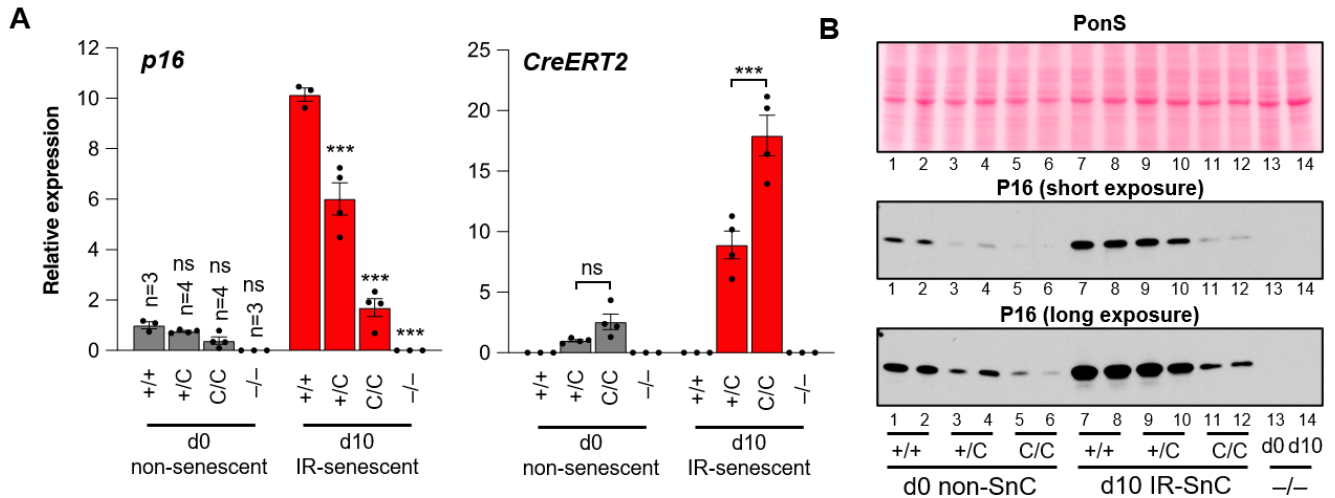 A
p16
Relative expression
12
10
8
6
4
2
0
n=3
ns
n=4
ns
n=4
ns
n=3
***
***
***
+/+
+/C
C/C
–/–
+/+
+/C
C/C
–/–
d0
non-senescent
d10
IR-senescent
CreERT2
25
20
15
10
5
0
ns
***
+/+
+/C
C/C
–/–
+/+
+/C
C/C
–/–
d0
non-senescent
d10
IR-senescent
B
PonS
1 2 3 4 5 6 7 8 9 10 11 12 13 14
P16 (short exposure)
1 2 3 4 5 6 7 8 9 10 11 12 13 14
P16 (long exposure)
1 2 3 4 5 6 7 8 9 10 11 12 13 14
+/+ +/C C/C +/+ +/C C/C d0 d10
d0 non-SnC d10 IR-SnC –/–